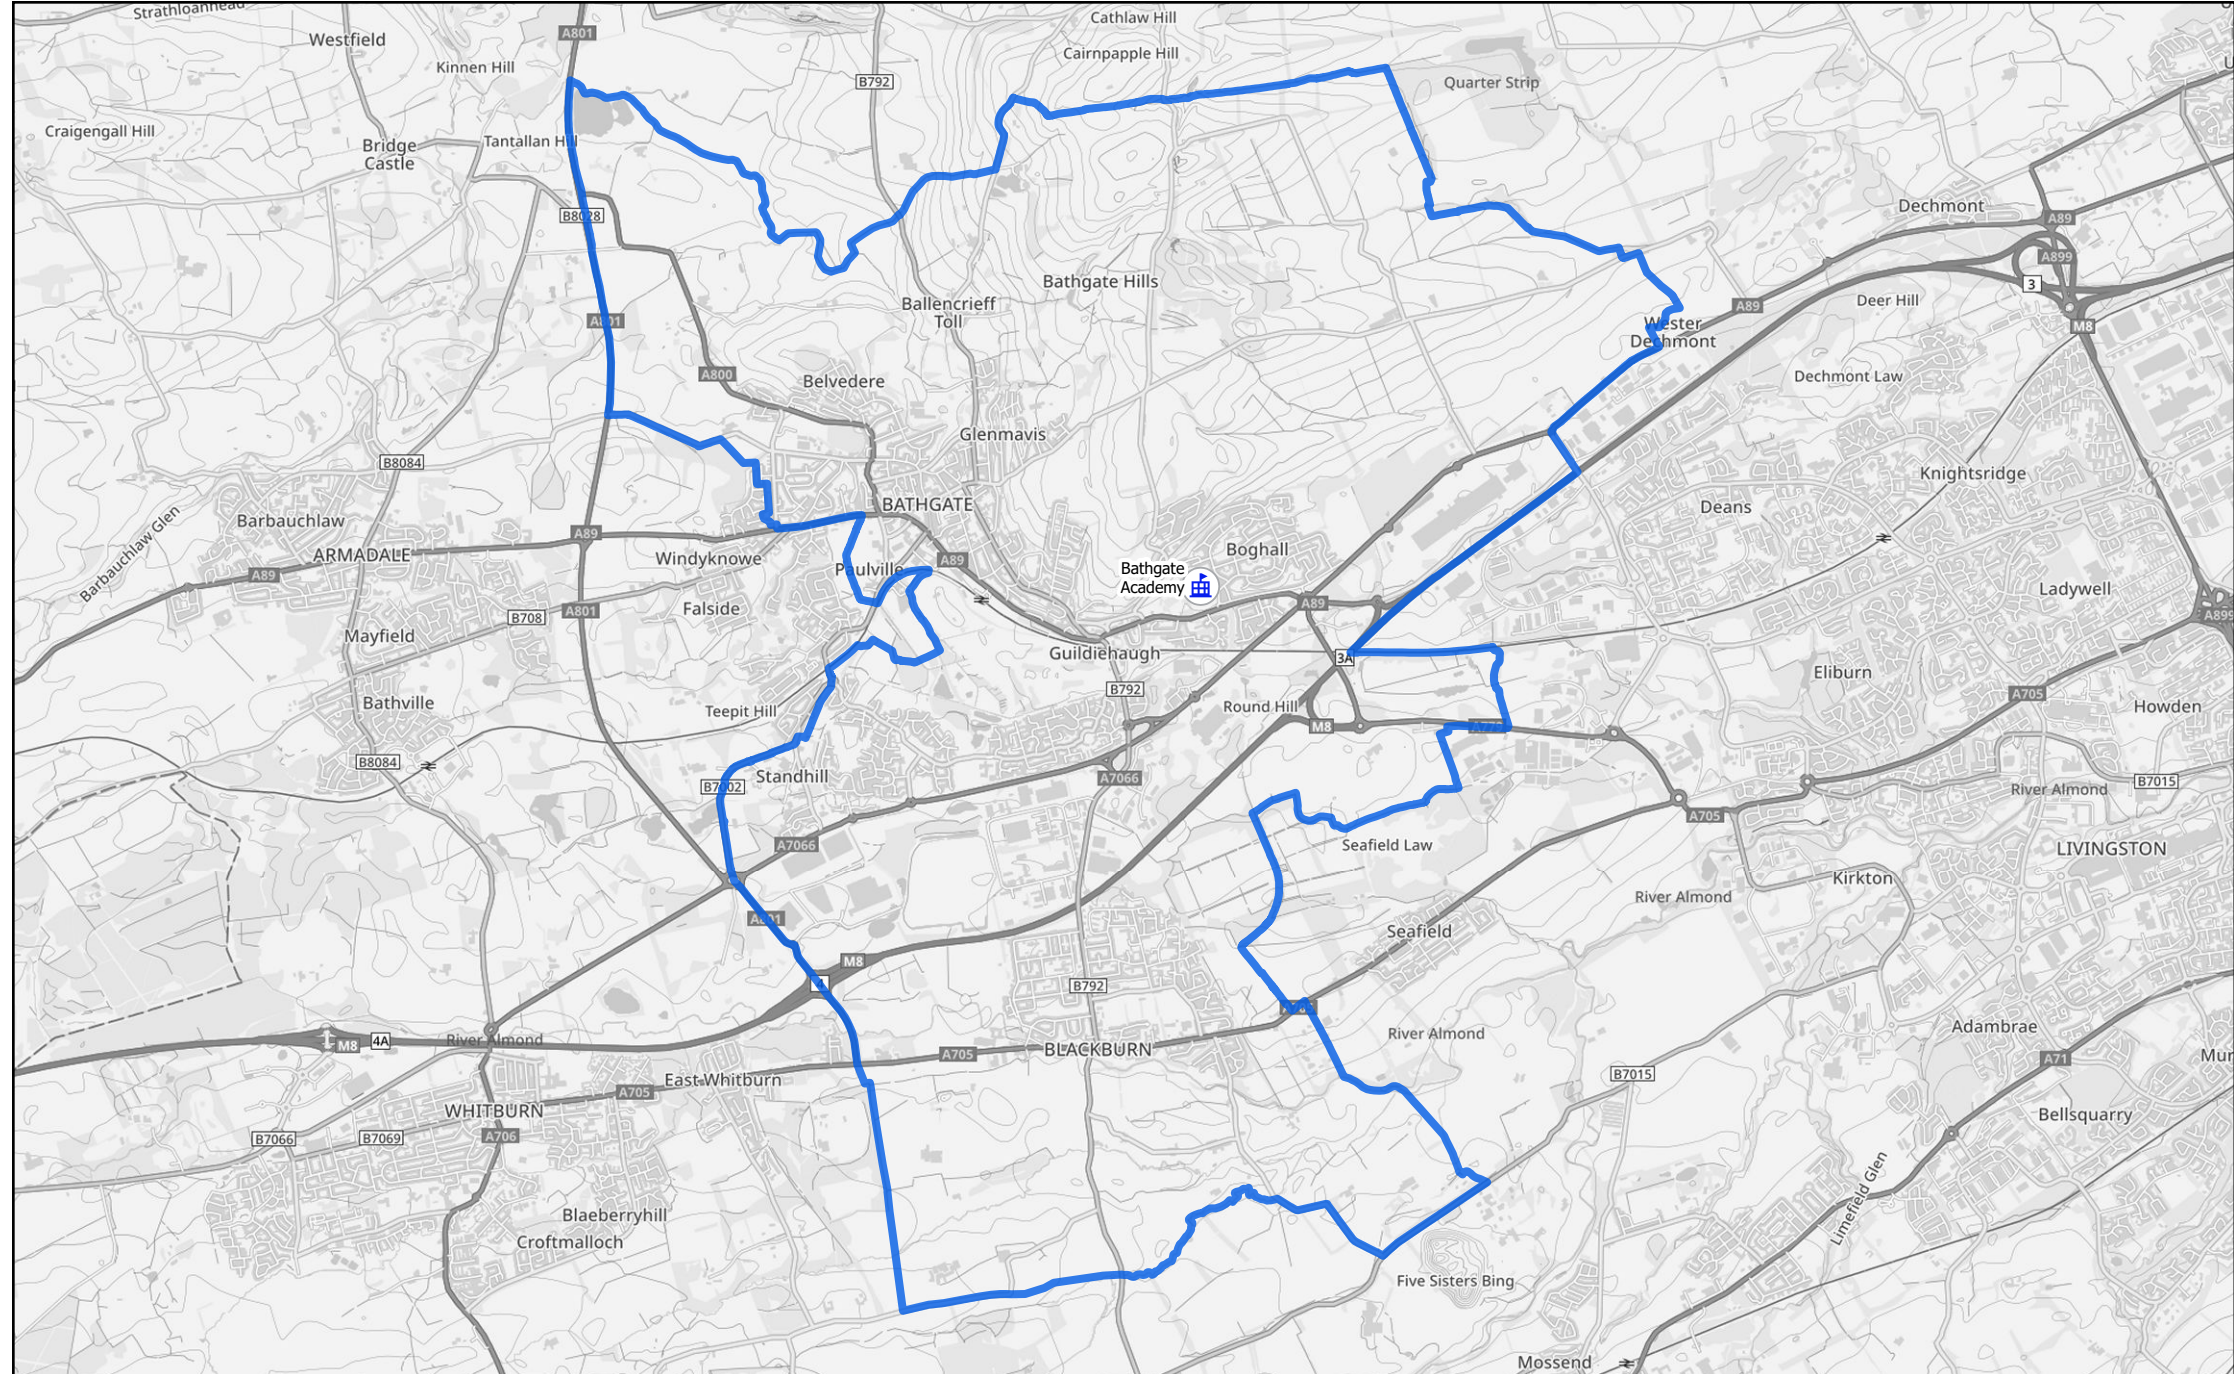 Strathloanhead
Westfield
A801
Cathlaw Hill
Kinnen Hill
Cairnpapple Hill
B792
Quarter Strip
Craigengall Hill
Tantallan Hill
Bridge
Castle
Dechmont
B8028
A89
A899
Bathgate Hills
3
Deer Hill
A89
Ballencrieff
Toll
A801
Wester
Dechmont
M8
A800
Belvedere
Dechmont Law
Glenmavis
B8084
Knightsridge
BATHGATE
Deans
Barbauchlaw
Barbauchlaw Glen
A89
ARMADALE
Windyknowe
A89
Boghall
A89
Paulville
Bathgate
Academy
Ladywell
A89
Falside
A801
B708
A899
Mayfield
Guildiehaugh
3A
Eliburn
B792
A705
Bathville
Teepit Hill
Round Hill
Howden
M8
A779
B8084
Standhill
A7066
B7002
River Almond
B7015
A7066
Seafield Law
A705
LIVINGSTON
Kirkton
River Almond
A801
Seafield
M8
4
B792
A705
River Almond
River Almond
Adambrae
M8
4A
BLACKBURN
A705
A71
East Whitburn
B7015
A705
WHITBURN
Bellsquarry
B7066
B7069
A706
Limefield Glen
Blaeberryhill
Croftmalloch
Five Sisters Bing
Mossend